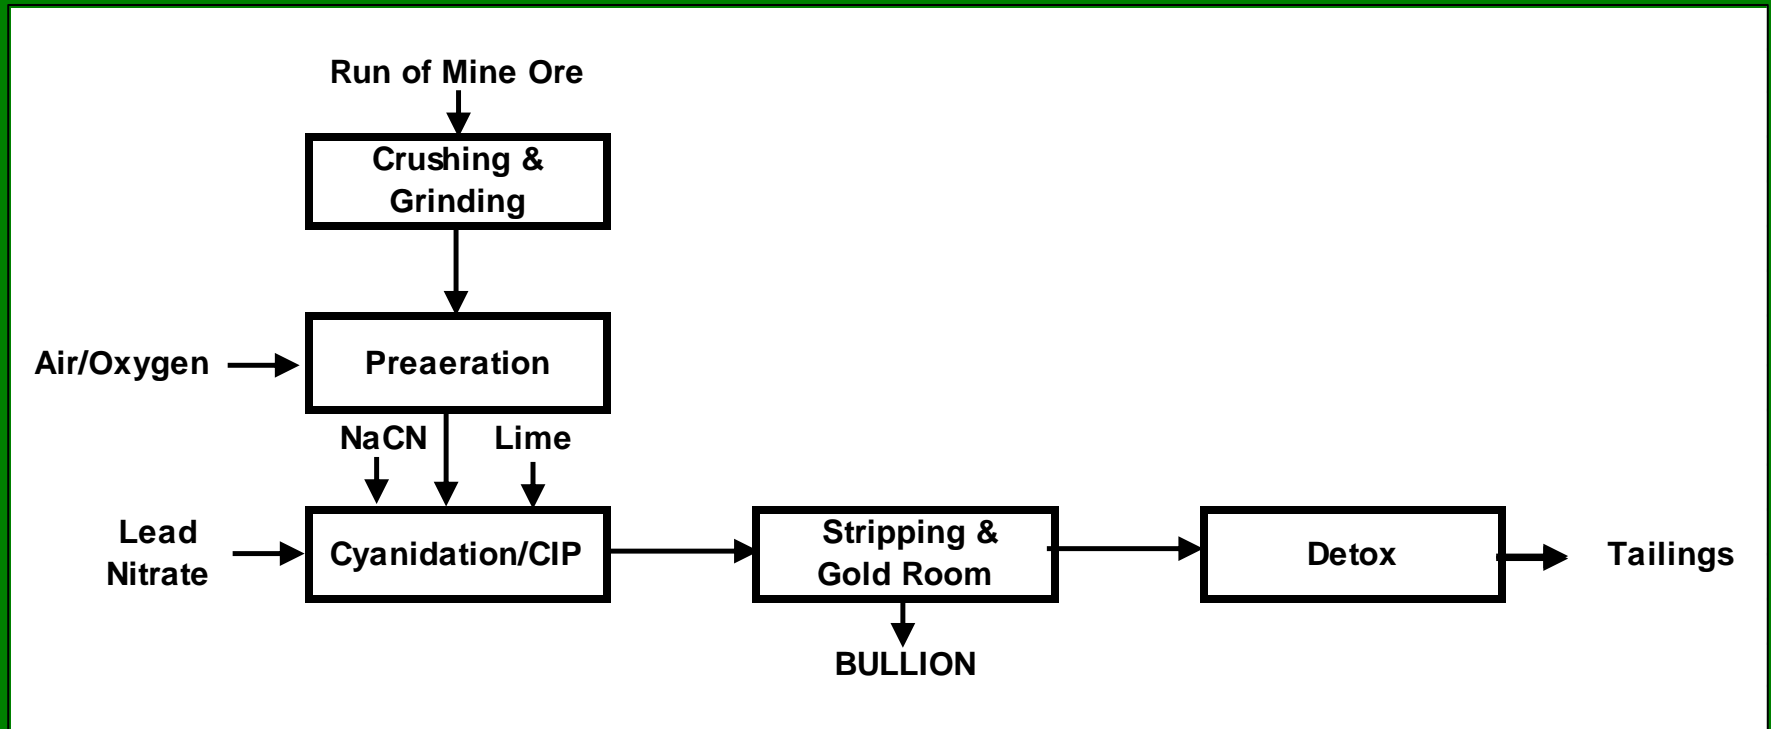 Run of Mine Ore
Crushing &
Grinding
Air/Oxygen
Preaeration
NaCN
Lime
Lead
Nitrate
Cyanidation/CIP
Stripping &
Gold Room
Detox
Tailings
BULLION